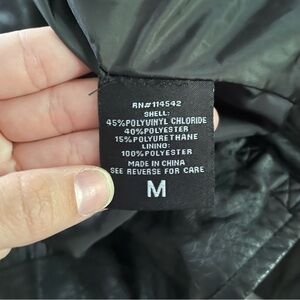 RN#114542
SHELL:
45%POLYVINYL CHLORIDE
40%POLYESTER
15%POLYURETHANE
LINING:
100%POLYESTER
MADE IN CHINA
SEE REVERSE FOR CARE
M